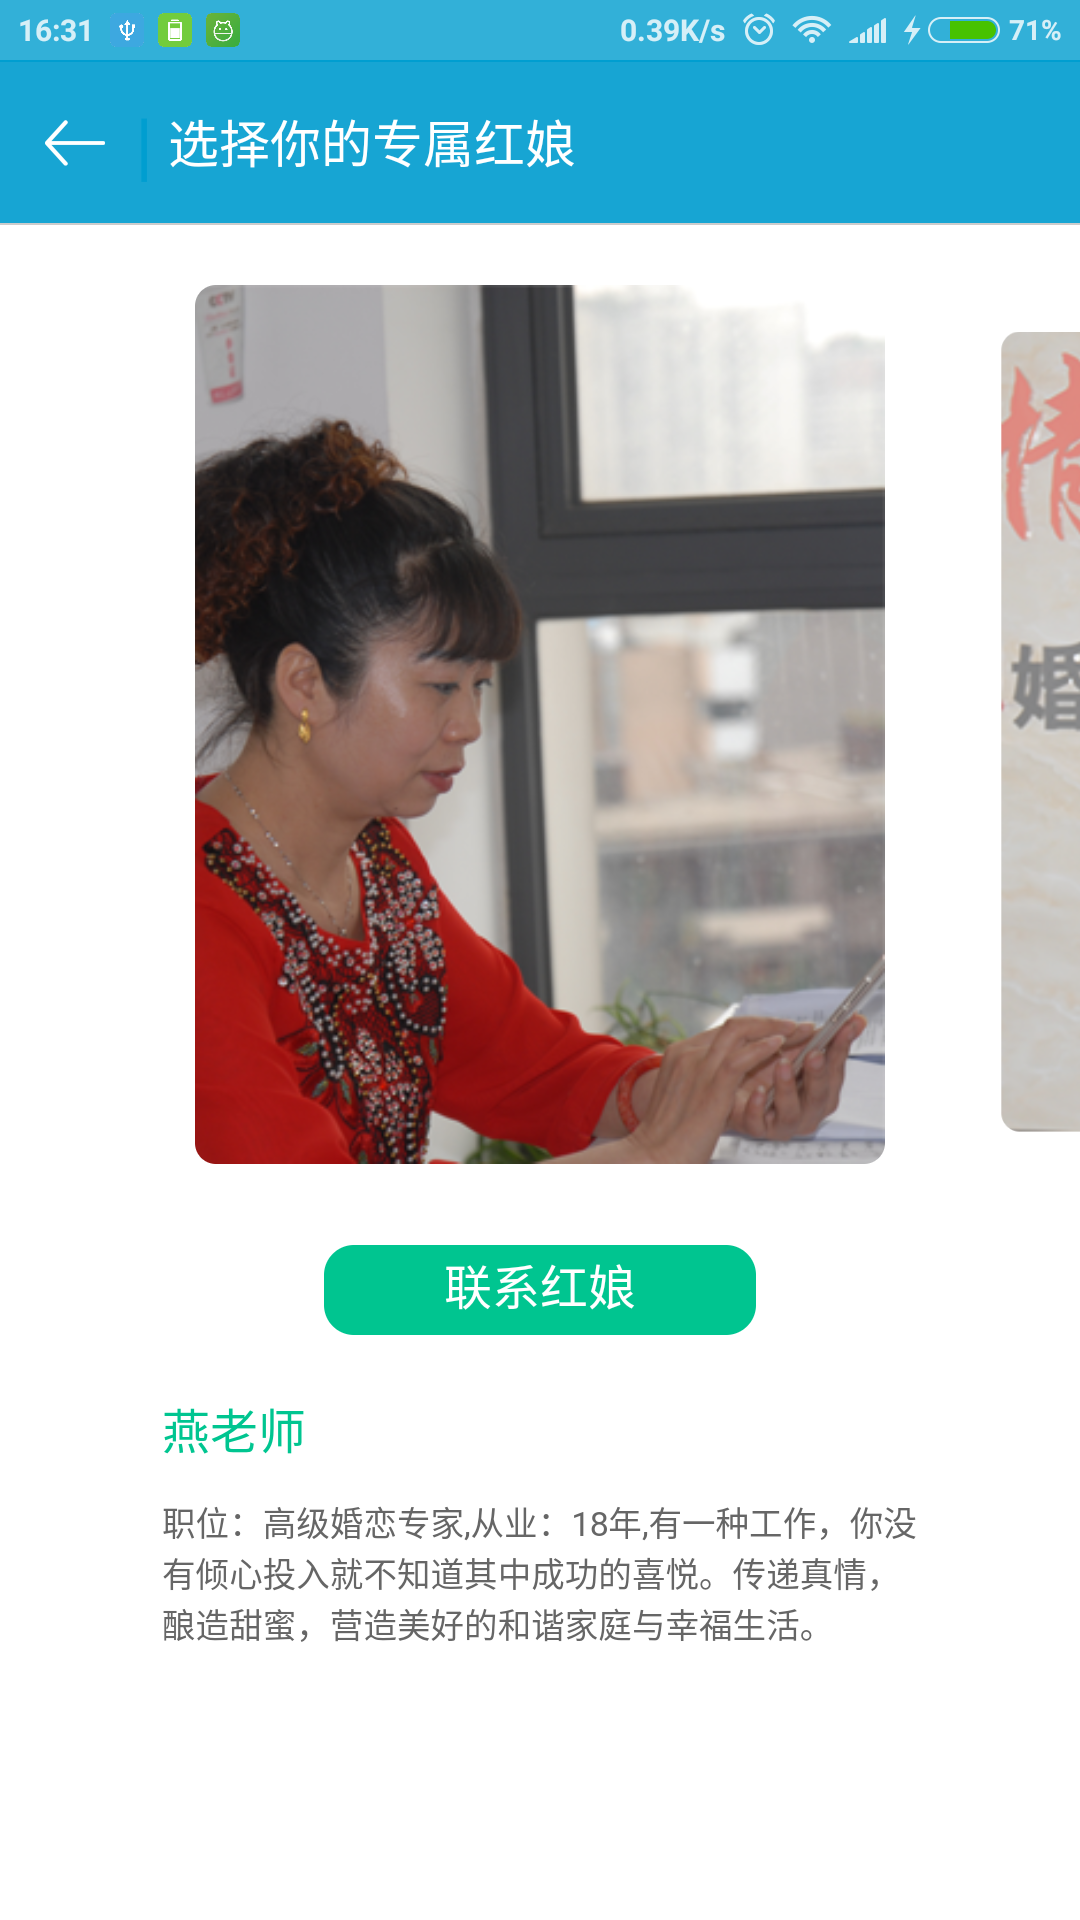 16:31
0.39K/s
71%
选择你的专属红娘
情
婚
联系红娘
燕老师
职位：高级婚恋专家,从业：18年,有一种工作，你没
有倾心投入就不知道其中成功的喜悦。传递真情，
酿造甜蜜，营造美好的和谐家庭与幸福生活。